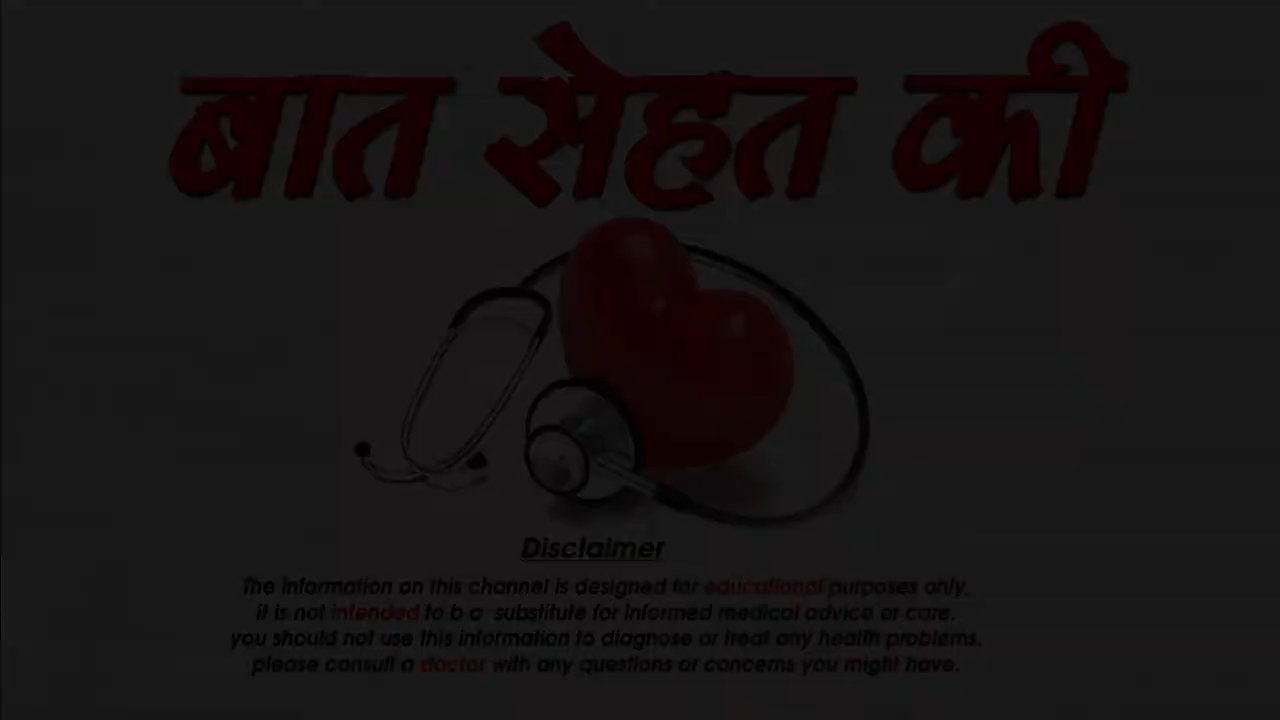 बात सेहत की
Disclaimer
The information on this channel is designed for educational purposes only.
it is not intended to b a substitute for informed medical advice or care.
you should not use this information to diagnose or treat any health problems.
please consult a doctor with any questions or concerns you might have.